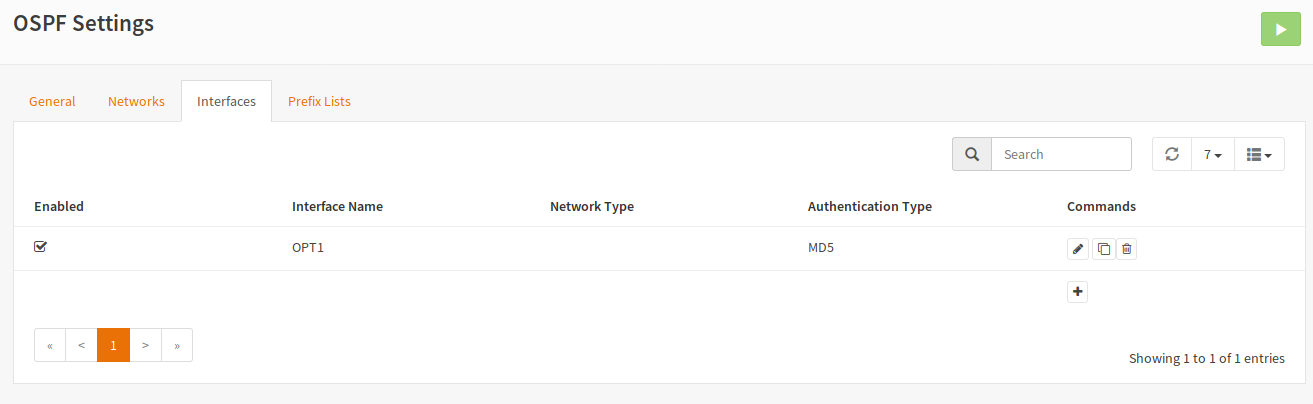 OSPF Settings
General Networks Interfaces Prefix Lists
Search 7
Enabled Interface Name Network Type Authentication Type Commands
OPT1 MD5
« < 1 > »
Showing 1 to 1 of 1 entries